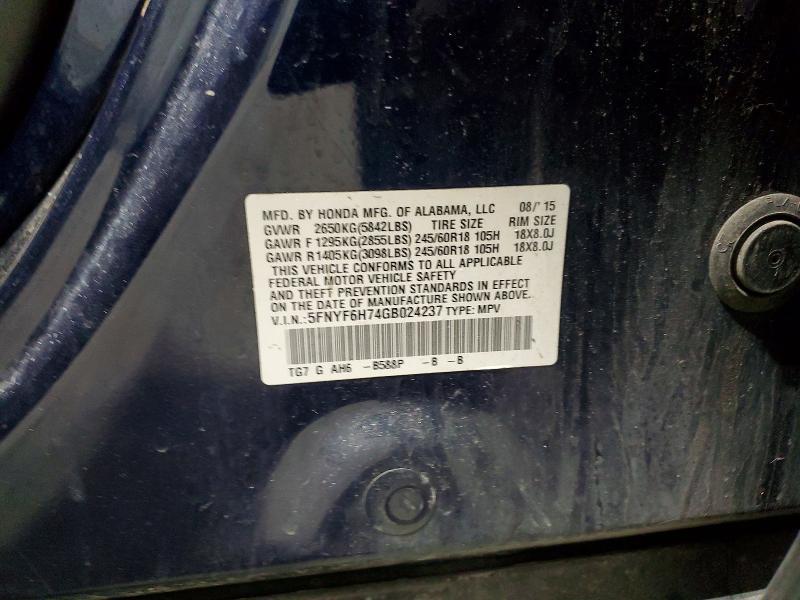 MFD. BY HONDA MFG. OF ALABAMA, LLC 08/'15
GVWR 2650KG(5842LBS) TIRE SIZE RIM SIZE
GAWR F1295KG(2855LBS) 245/60R18 105H 18X8.0J
GAWR R1405KG(3098LBS) 245/60R18 105H 18X8.0J
THIS VEHICLE CONFORMS TO ALL APPLICABLE
FEDERAL MOTOR VEHICLE SAFETY
AND THEFT PREVENTION STANDARDS IN EFFECT
ON THE DATE OF MANUFACTURE SHOWN ABOVE.
V.I.N.:5FNYF6H74GB024237 TYPE: MPV
TG7 G AH6 -B588P -B -B